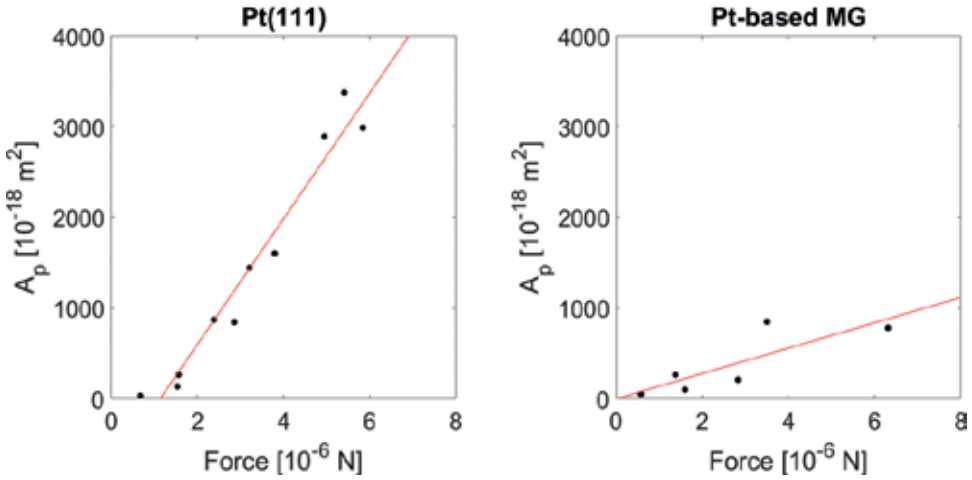 Pt(111)
4000
3000
2000
1000
0
A_p [10^-18 m^2]
0 2 4 6 8
Force [10^-6 N]
Pt-based MG
4000
3000
2000
1000
0
A_p [10^-18 m^2]
0 2 4 6 8
Force [10^-6 N]